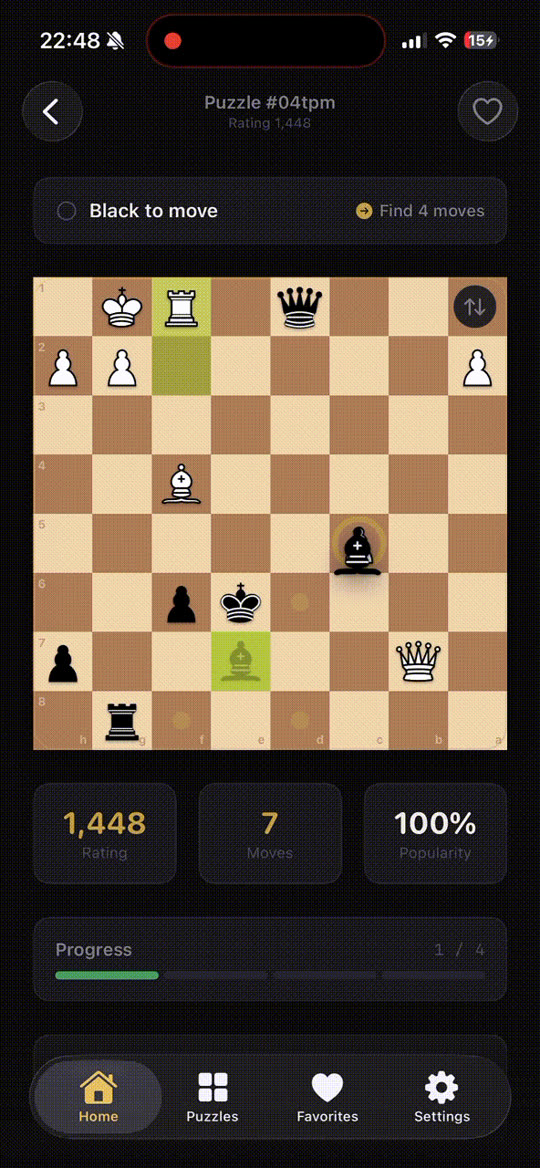 22:48
15
Puzzle #04tpm
Rating 1,448
Black to move
Find 4 moves
1
2
3
4
5
6
7
8
h g f e d c b a
1,448
7
100%
Rating
Moves
Popularity
Progress
1 / 4
Home
Puzzles
Favorites
Settings